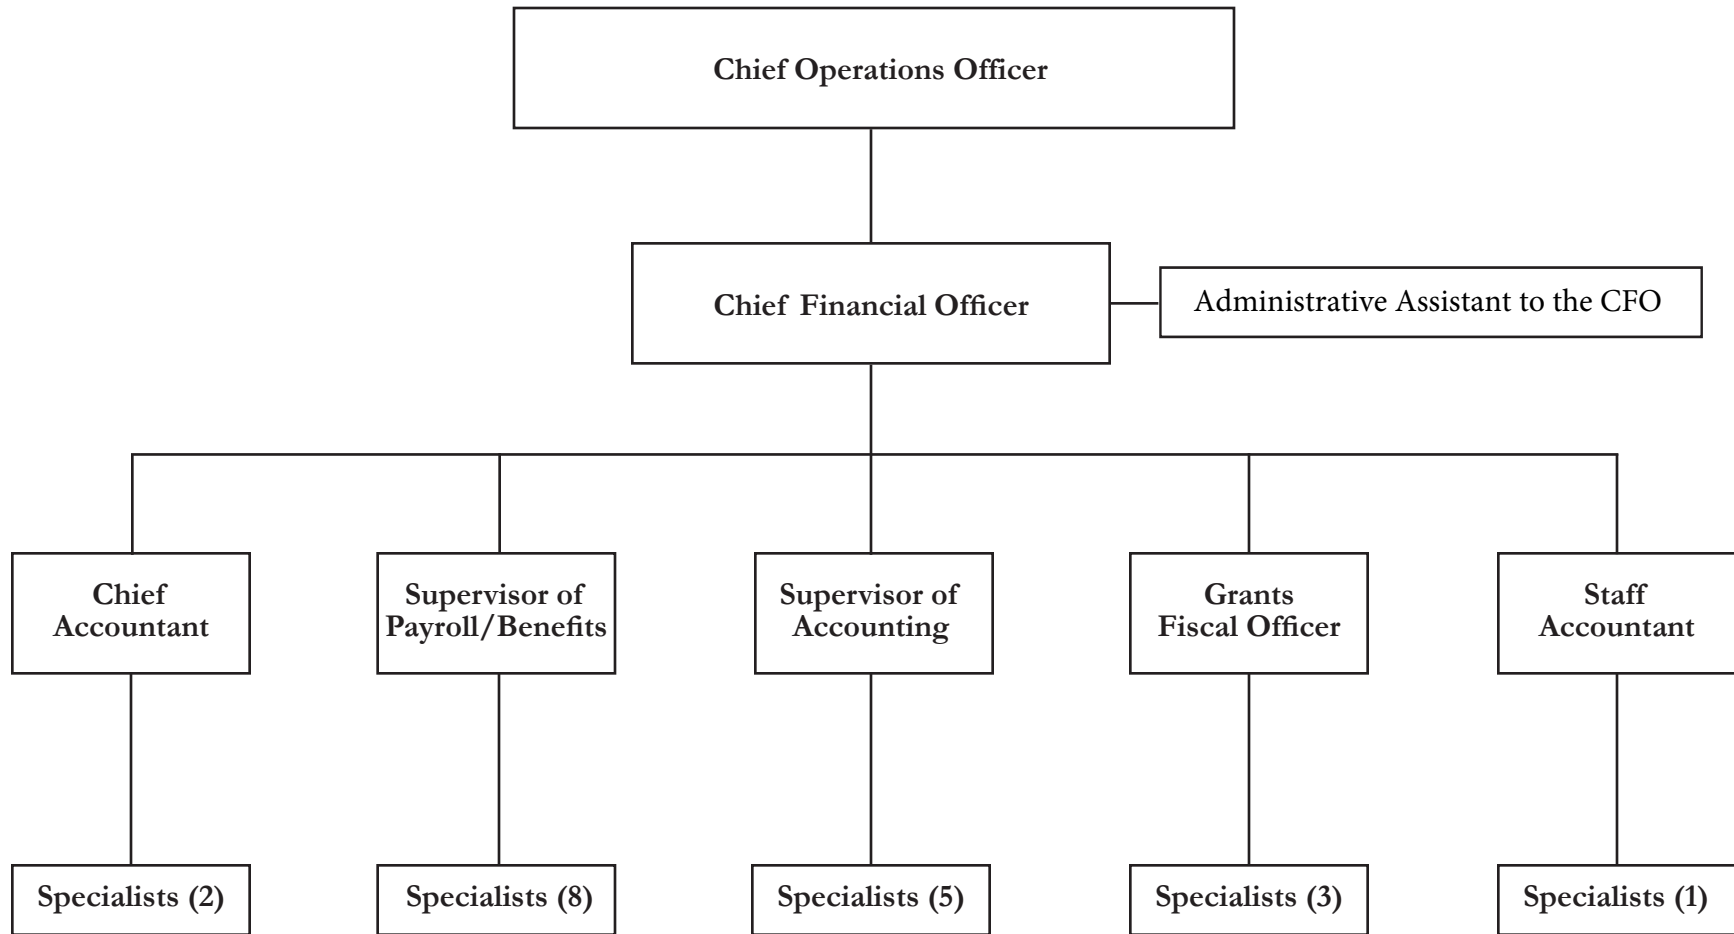 Chief Operations Officer
Chief Financial Officer
Administrative Assistant to the CFO
Chief
Accountant
Supervisor of
Payroll/Benefits
Supervisor of
Accounting
Grants
Fiscal Officer
Staff
Accountant
Specialists (2)
Specialists (8)
Specialists (5)
Specialists (3)
Specialists (1)